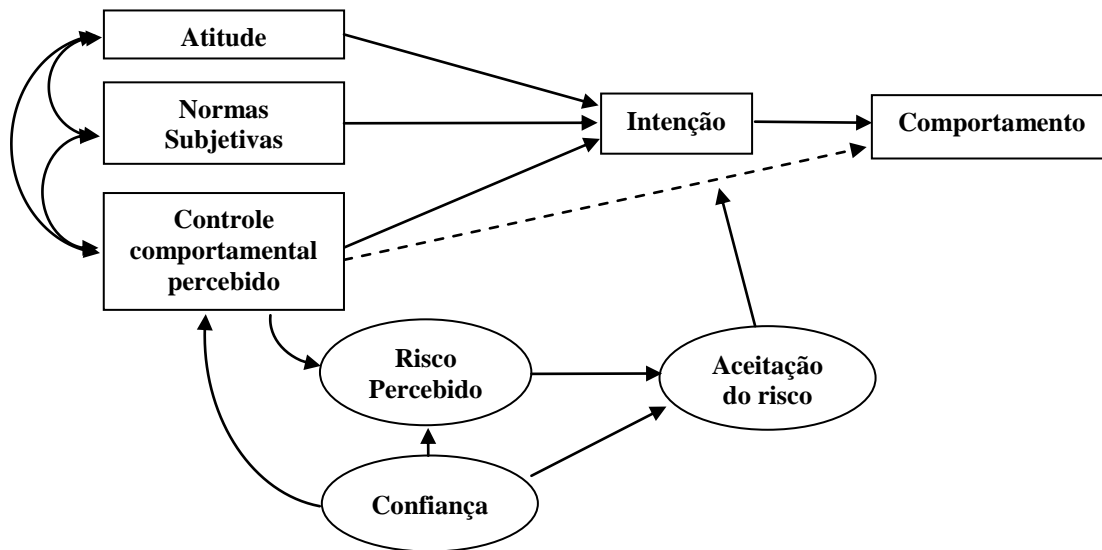 Atitude
Normas
Subjetivas
Controle
comportamental
percebido
Intenção
Comportamento
Risco
Percebido
Aceitação
do risco
Confiança